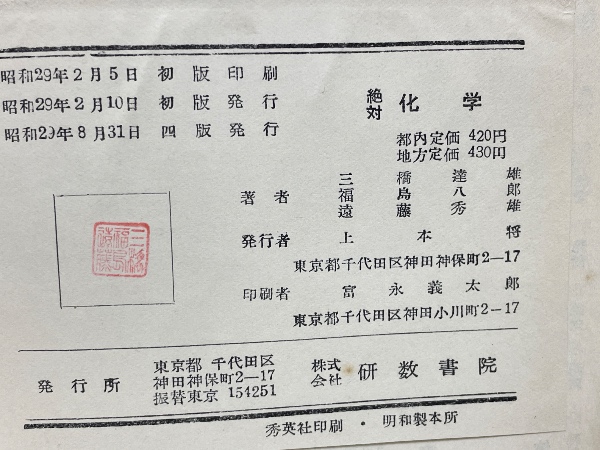 昭和29年2月5日 初版印刷
昭和29年2月10日 初版発行
昭和29年8月31日 四版発行
絶対 化学
都内定価 420円
地方定価 430円
著者
三橋達雄
福島八郎
遠藤秀雄
発行者 上本将
東京都千代田区神田神保町2-17
印刷者 富永義太郎
東京都千代田区神田小川町2-17
発行所
東京都 千代田区
神田神保町2-17
振替東京 154251
株式会社 研数書院
秀英社印刷・明和製本所